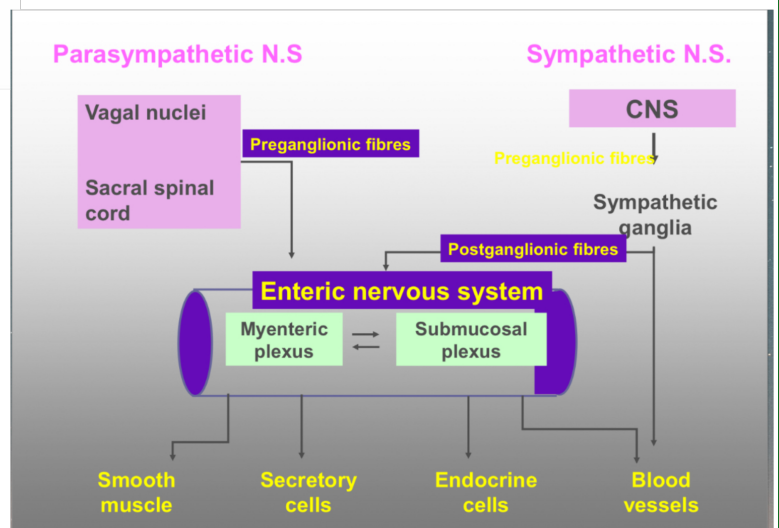 Parasympathetic N.S
Sympathetic N.S.
Vagal nuclei
Sacral spinal
cord
Preganglionic fibres
CNS
Preganglionic fibres
Sympathetic
ganglia
Postganglionic fibres
Enteric nervous system
Myenteric
plexus
Submucosal
plexus
Smooth
muscle
Secretory
cells
Endocrine
cells
Blood
vessels